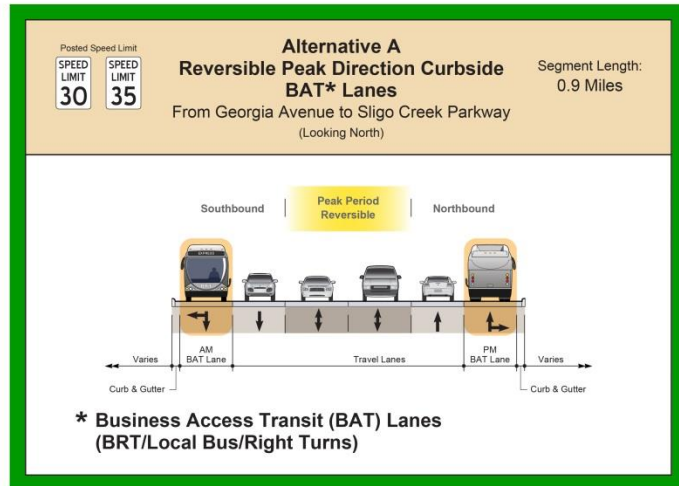 Posted Speed Limit
SPEED
LIMIT
30
SPEED
LIMIT
35
Alternative A
Reversible Peak Direction Curbside
BAT* Lanes
From Georgia Avenue to Sligo Creek Parkway
(Looking North)
Segment Length:
0.9 Miles
Southbound
Peak Period
Reversible
Northbound
Varies
AM
BAT Lane
Travel Lanes
PM
BAT Lane
Varies
Curb & Gutter
Curb & Gutter
* Business Access Transit (BAT) Lanes
(BRT/Local Bus/Right Turns)